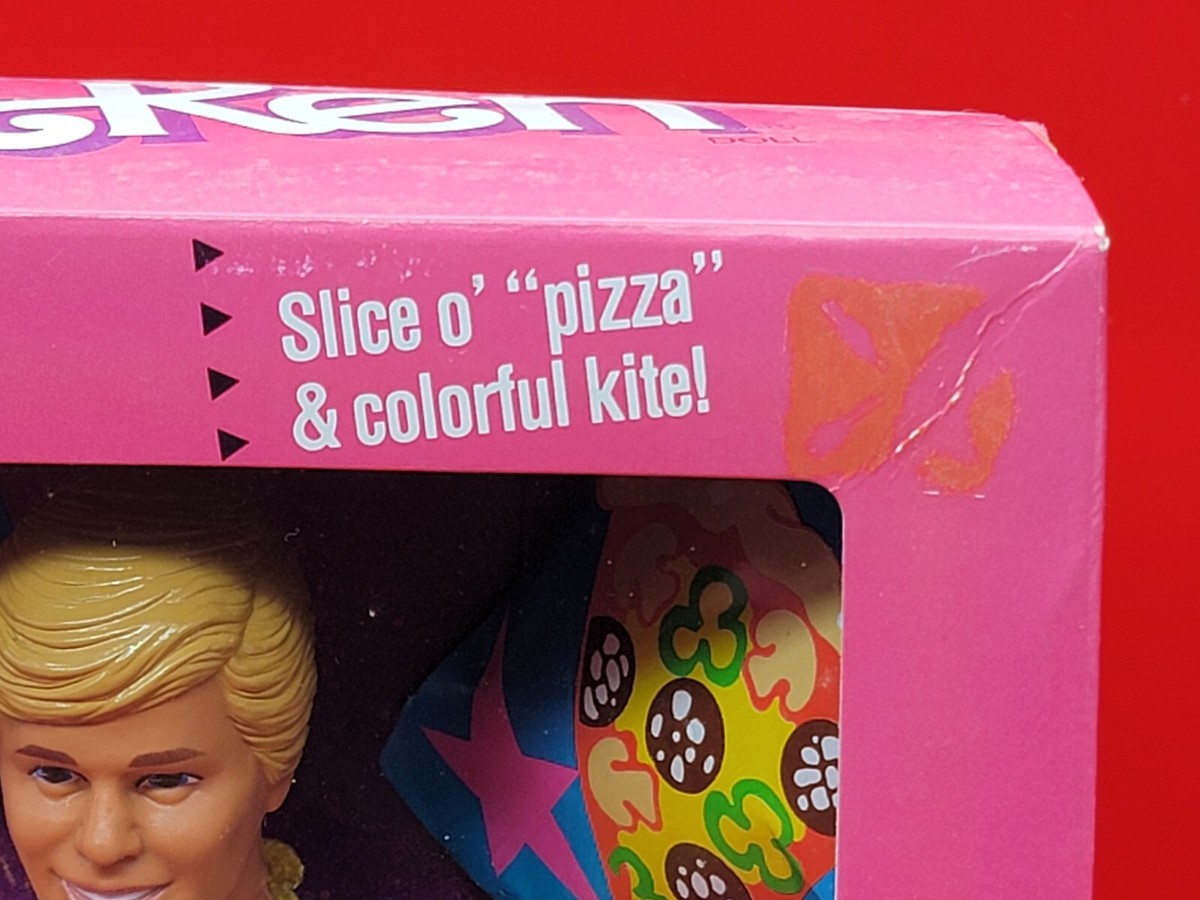 Ken
DOLL
Slice o’ “pizza”
& colorful kite!